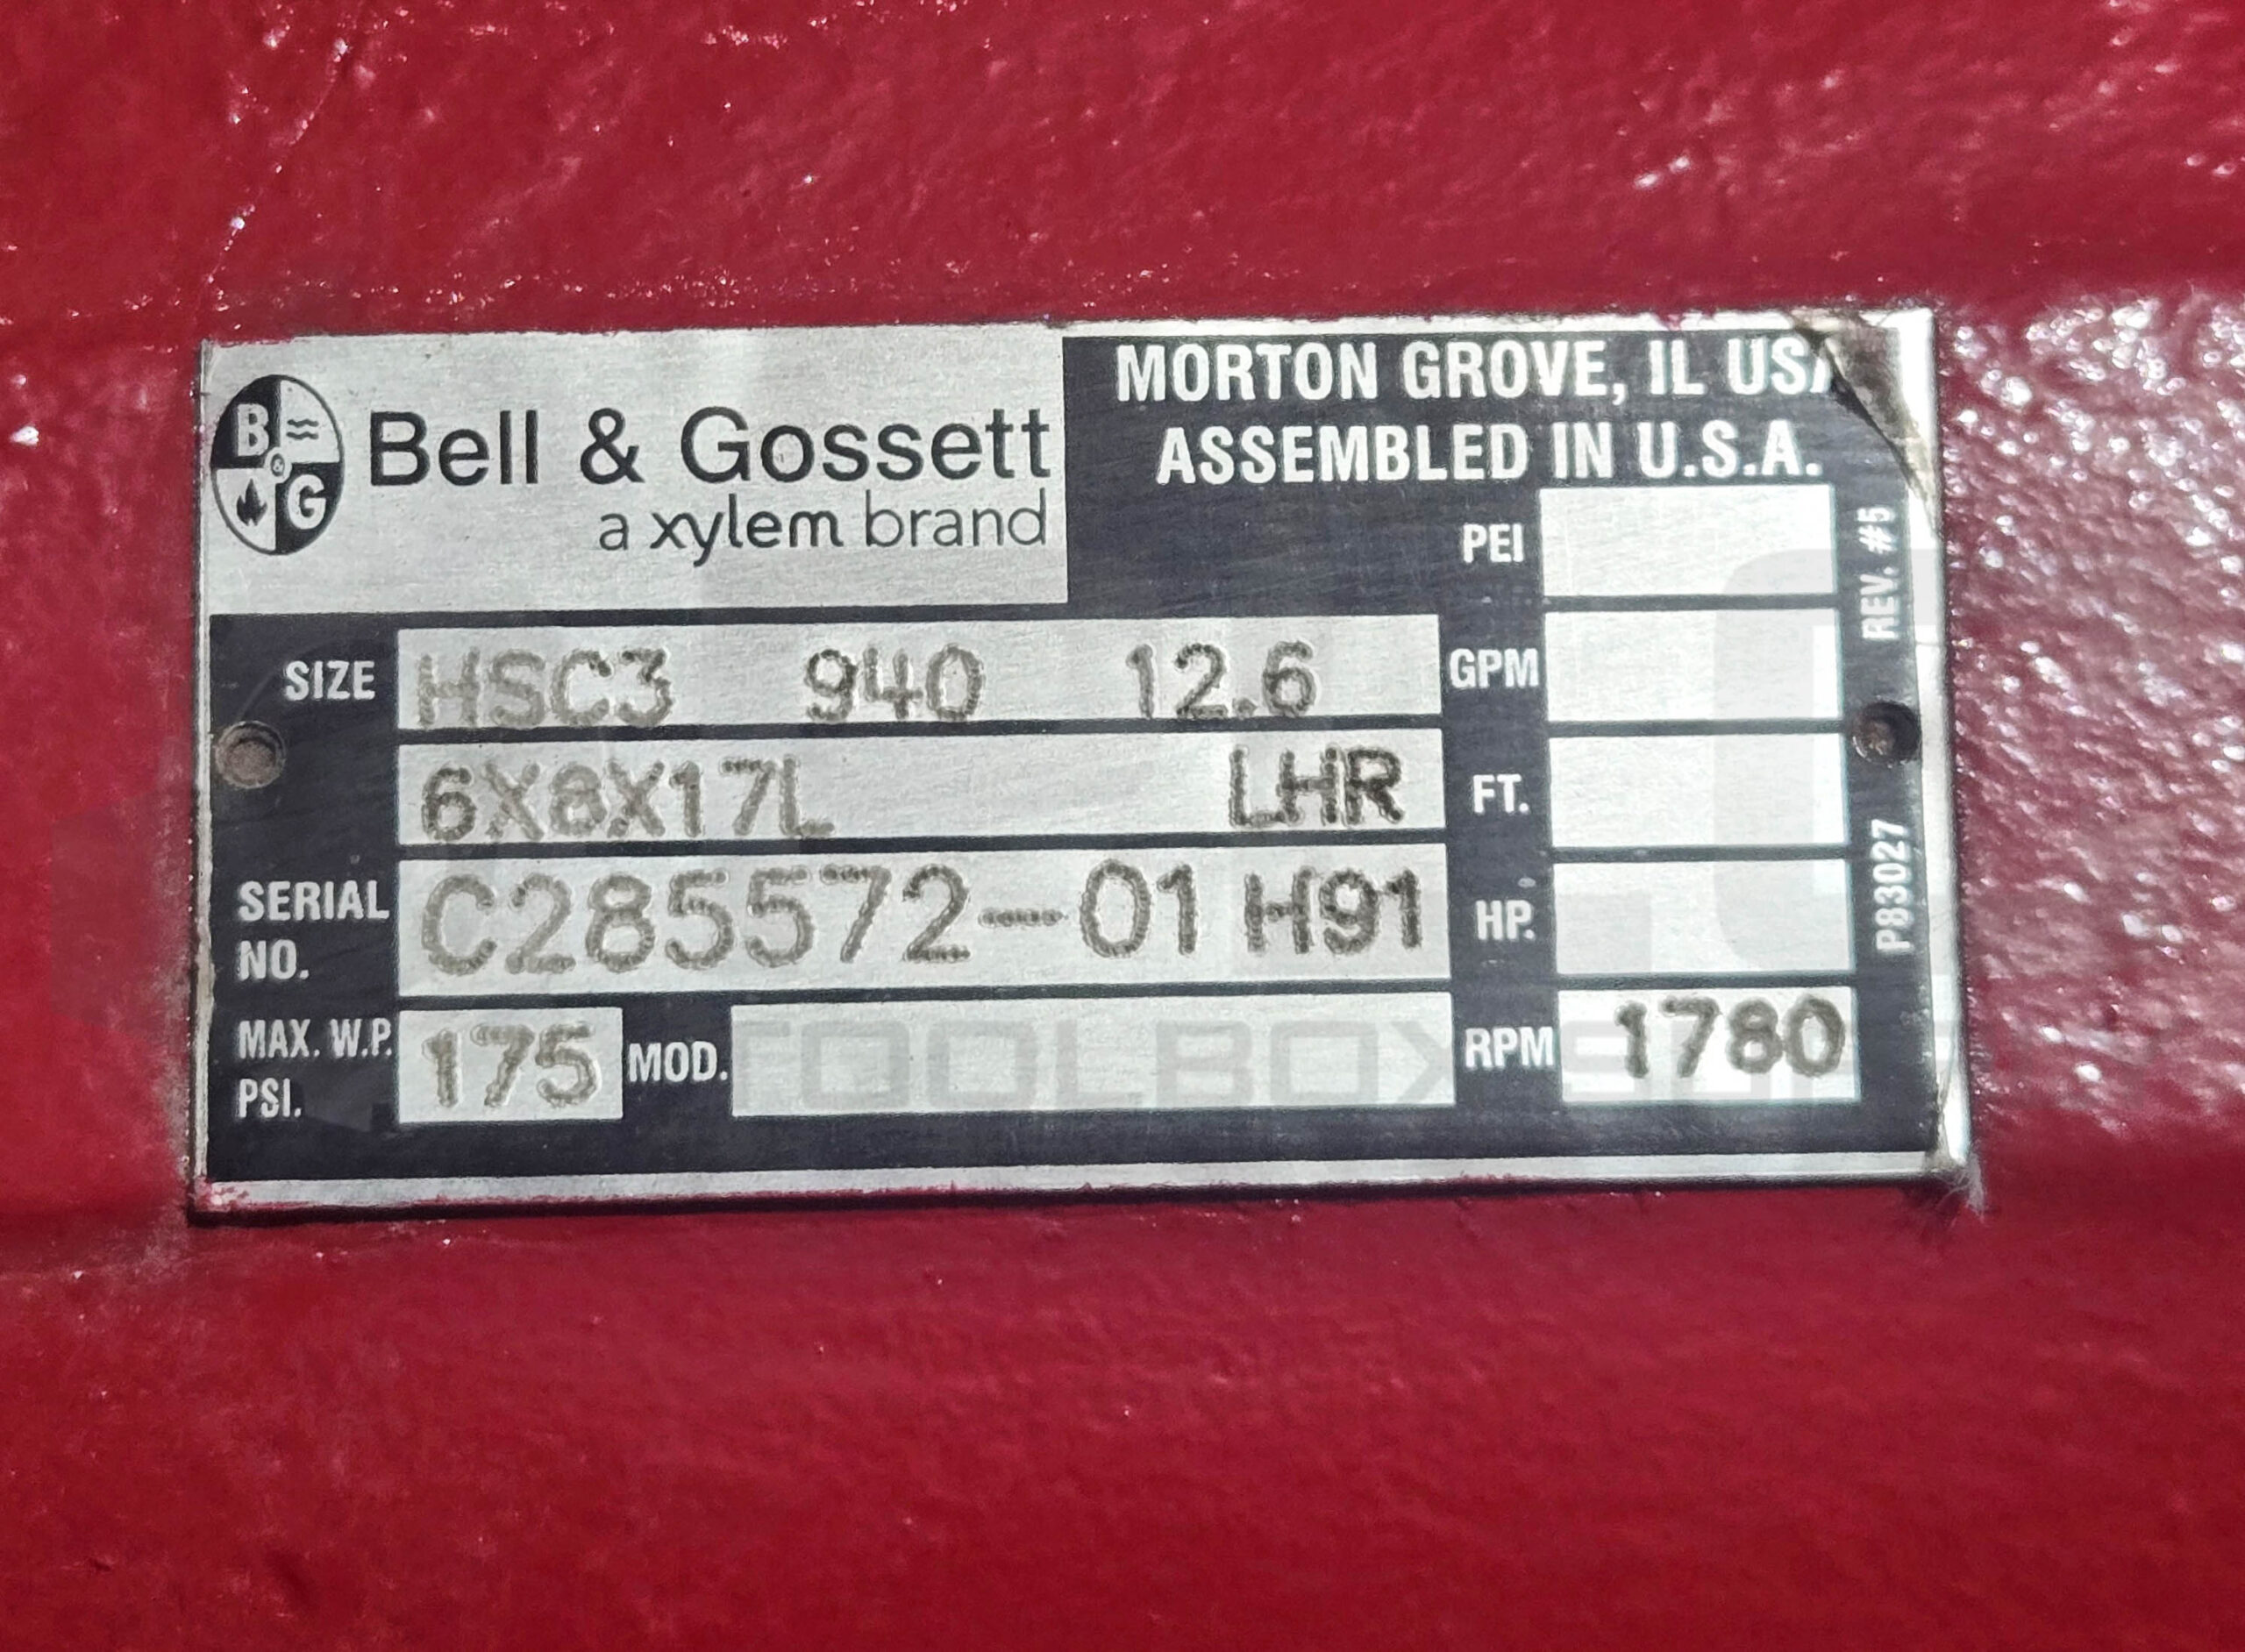 B & G
Bell & Gossett
a xylem brand
MORTON GROVE, IL USA
ASSEMBLED IN U.S.A.
PEI
SIZE HSC3 940 12.6 GPM
6X8X17L LHR FT.
SERIAL NO. C285572-01 H91 HP.
MAX. W.P. PSI. 175 MOD. RPM 1780
REV. #5
P83027
TOOLBOX